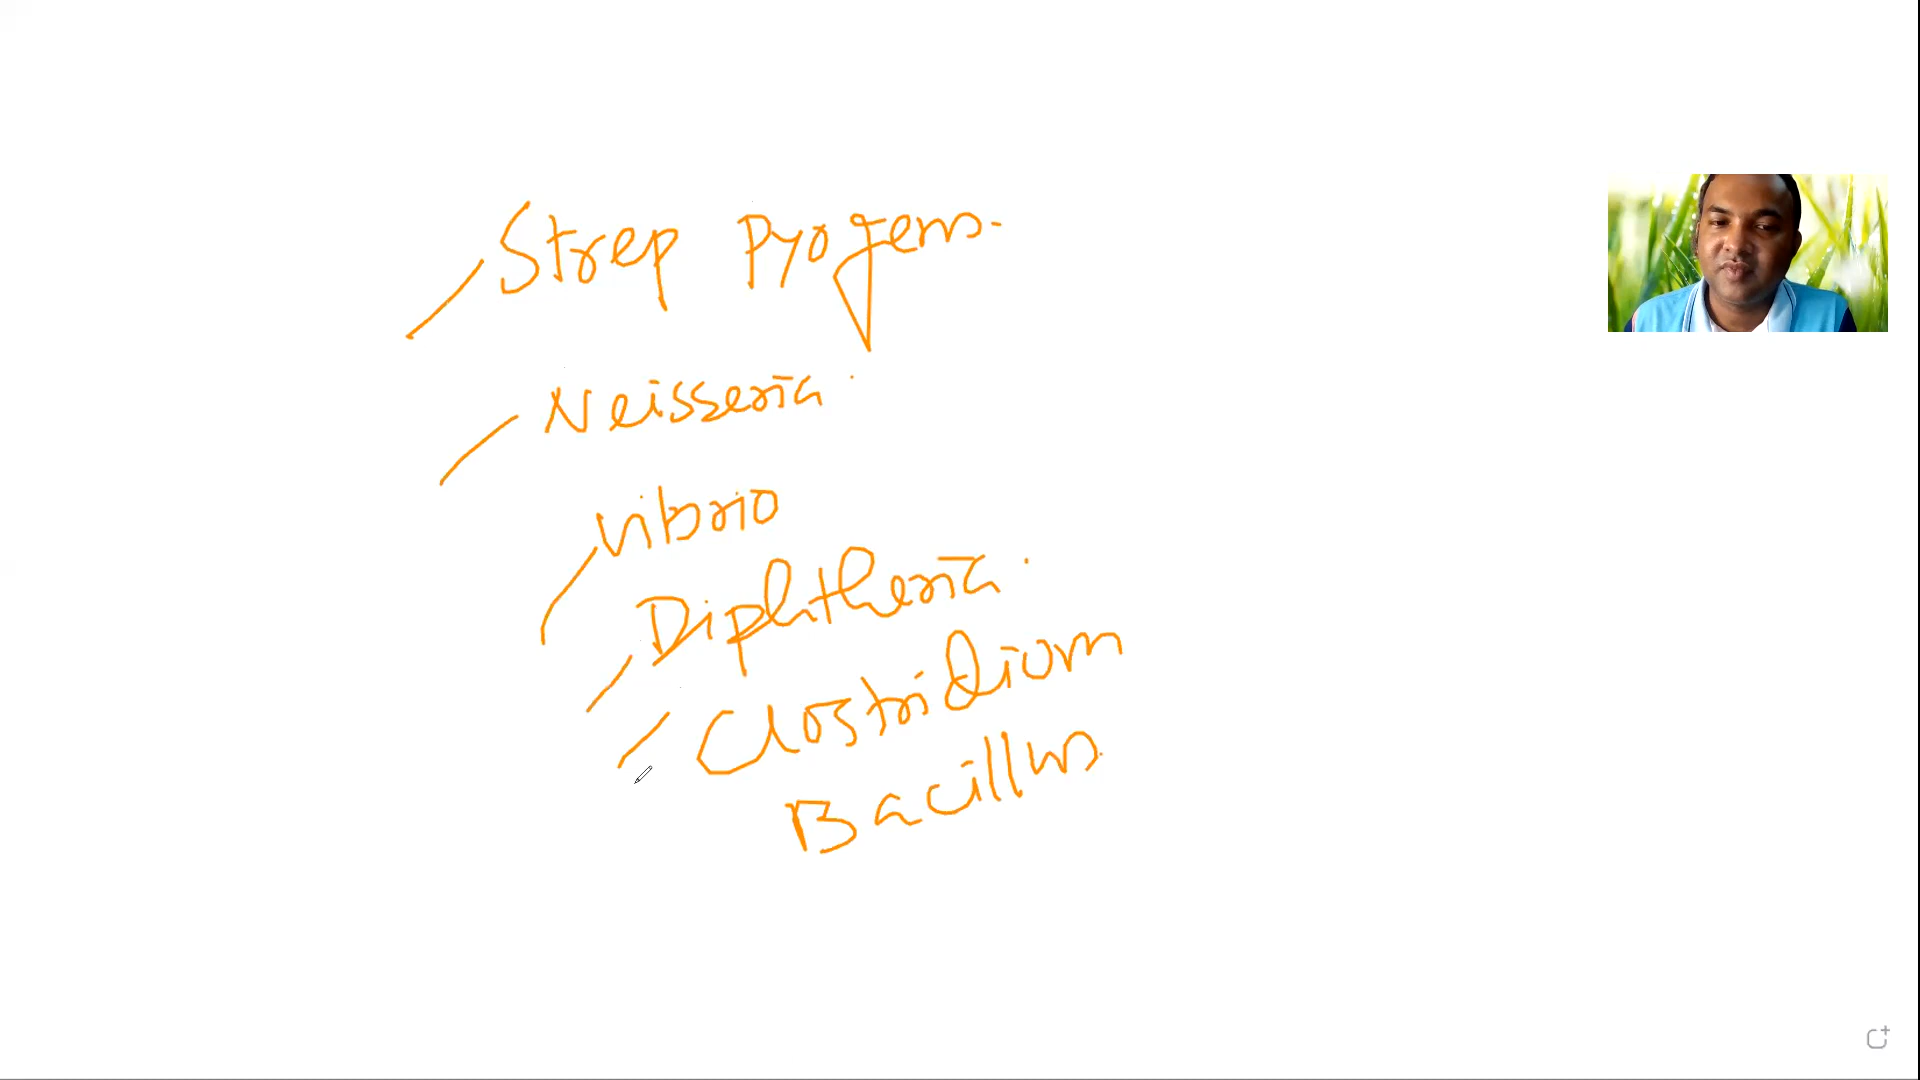 Strep Pyogens.
Neisseria
Vibrio
Diphtheria
Clostridium
Bacillus